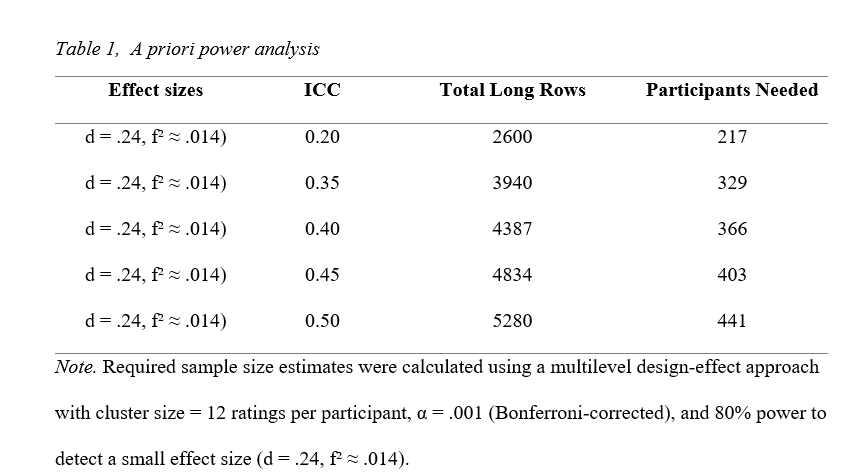 Table 1,  A priori power analysis
Effect sizes ICC Total Long Rows Participants Needed
d = .24, f² ≈ .014) 0.20 2600 217
d = .24, f² ≈ .014) 0.35 3940 329
d = .24, f² ≈ .014) 0.40 4387 366
d = .24, f² ≈ .014) 0.45 4834 403
d = .24, f² ≈ .014) 0.50 5280 441
Note. Required sample size estimates were calculated using a multilevel design-effect approach
with cluster size = 12 ratings per participant, α = .001 (Bonferroni-corrected), and 80% power to
detect a small effect size (d = .24, f² ≈ .014).